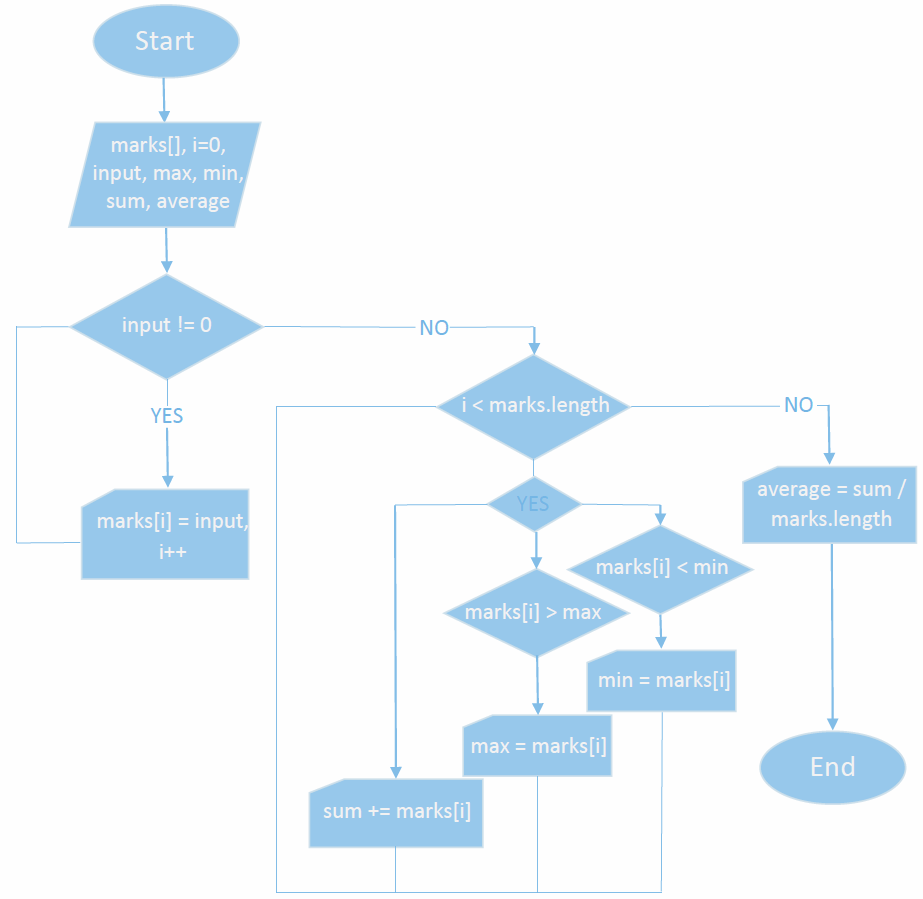 Start
marks[], i=0,
input, max, min,
sum, average
input != 0
NO
YES
marks[i] = input,
i++
i < marks.length
NO
YES
average = sum /
marks.length
marks[i] < min
marks[i] > max
min = marks[i]
max = marks[i]
sum += marks[i]
End